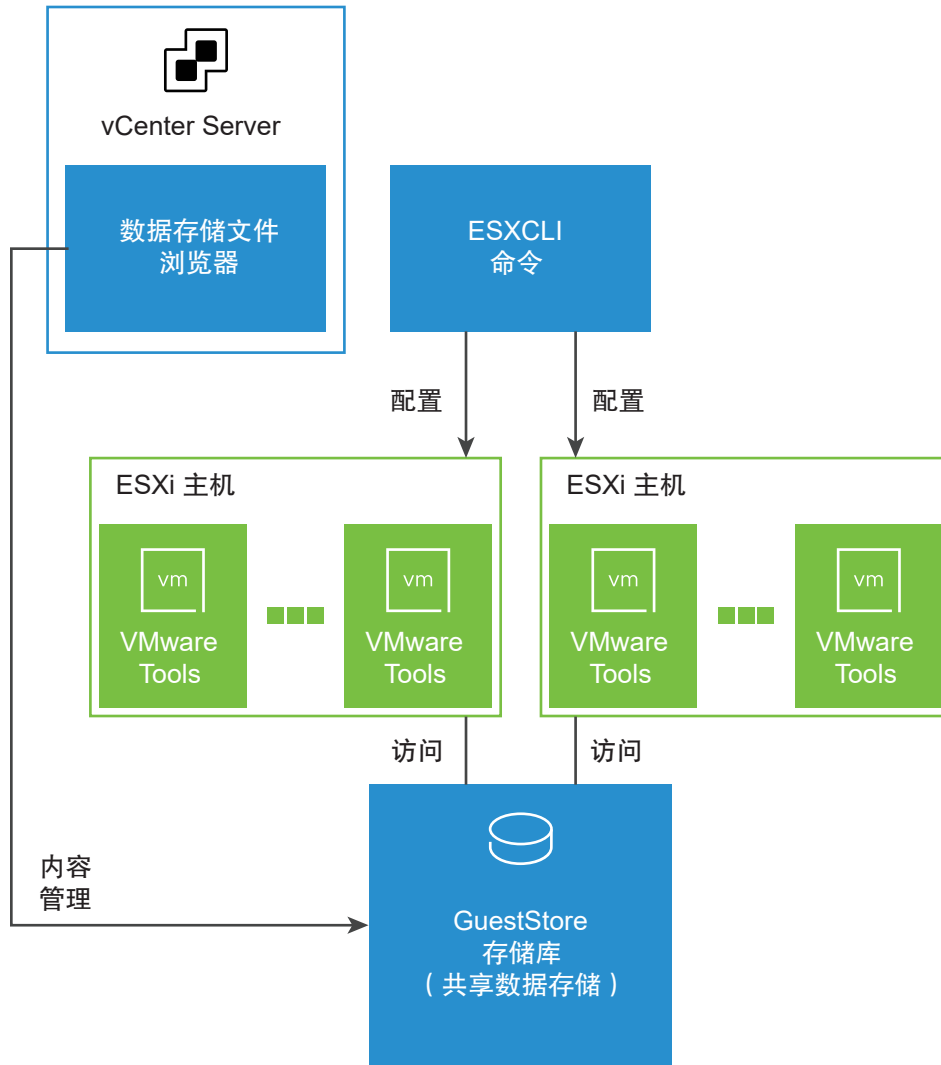 vCenter Server
数据存储文件
浏览器
ESXCLI
命令
配置
配置
ESXi 主机
vm
VMware
Tools
vm
VMware
Tools
ESXi 主机
vm
VMware
Tools
vm
VMware
Tools
访问
访问
内容
管理
GuestStore
存储库
（共享数据存储）